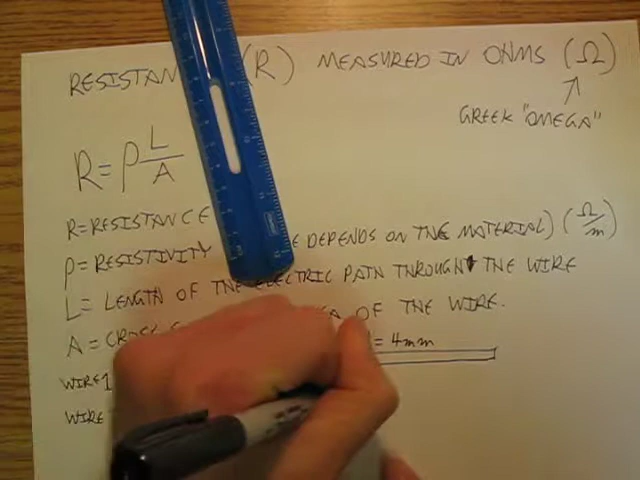 RESISTAN (R) MEASURED IN OHMS (Ω)
GREEK "OMEGA"
R=ρ L/A
R=RESISTANCE
ρ=RESISTIVITY DEPENDS ON THE MATERIAL) (Ω/m)
L= LENGTH OF THE ELECTRIC PATH THROUGH THE WIRE
A = OF THE WIRE.
WIRE 1 = 4mm
WIRE